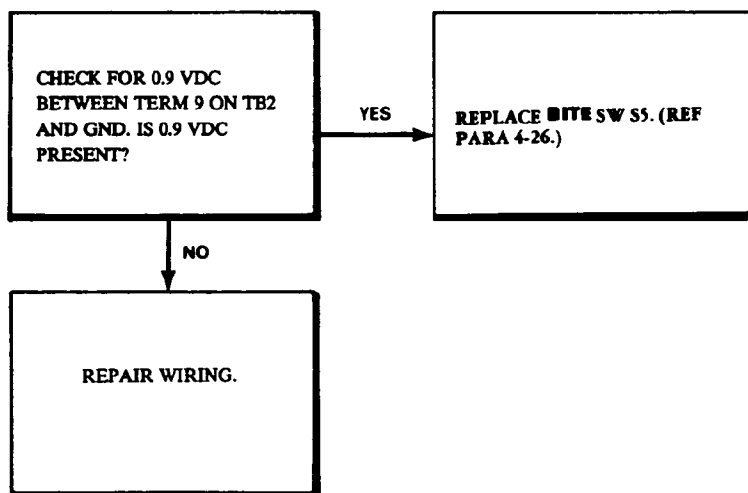 CHECK FOR 0.9 VDC
BETWEEN TERM 9 ON TB2
AND GND. IS 0.9 VDC
PRESENT?
YES
REPLACE BITE SW S5. (REF
PARA 4-26.)
NO
REPAIR WIRING.